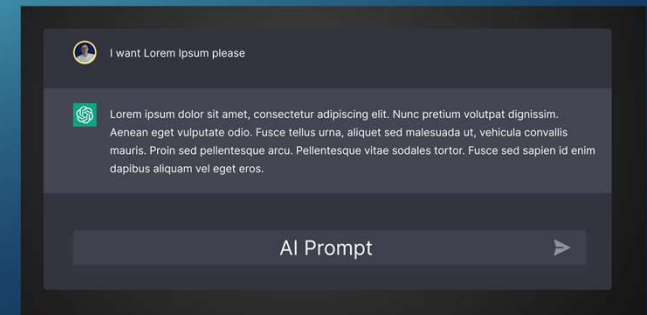 I want Lorem Ipsum please
Lorem ipsum dolor sit amet, consectetur adipiscing elit. Nunc pretium volutpat dignissim.
Aenean eget vulputate odio. Fusce tellus urna, aliquet sed malesuada ut, vehicula convallis
mauris. Proin sed pellentesque arcu. Pellentesque vitae sodales tortor. Fusce sed sapien id enim
dapibus aliquam vel eget eros.
AI Prompt